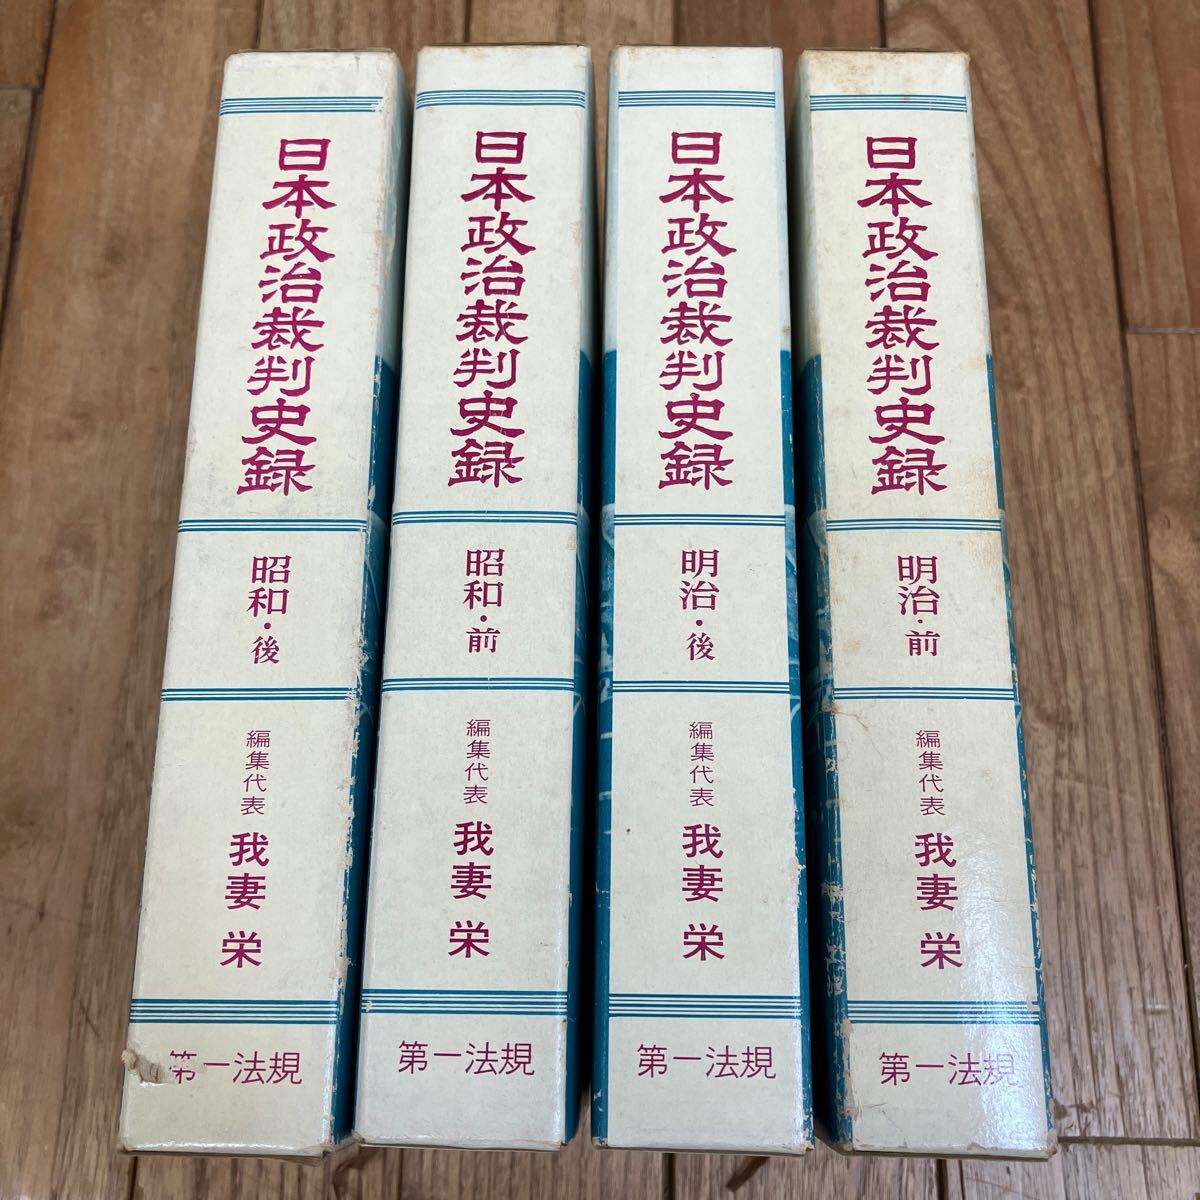 日本政治裁判史録
明治・前
編集代表
我妻 栄
第一法規
日本政治裁判史録
明治・後
編集代表
我妻 栄
第一法規
日本政治裁判史録
昭和・前
編集代表
我妻 栄
第一法規
日本政治裁判史録
昭和・後
編集代表
我妻 栄
第一法規